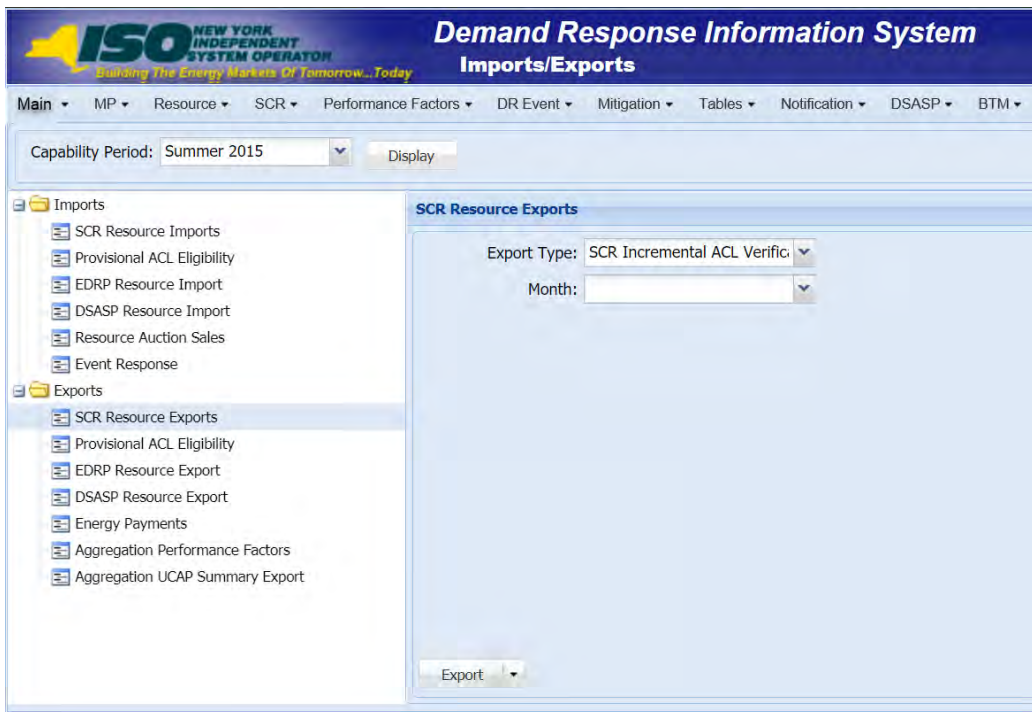 ISO NEW YORK
INDEPENDENT
SYSTEM OPERATOR
Building The Energy Markets Of Tomorrow...Today
Demand Response Information System
Imports/Exports
Main MP Resource SCR Performance Factors DR Event Mitigation Tables Notification DSASP BTM
Capability Period: Summer 2015 Display
Imports
SCR Resource Imports
Provisional ACL Eligibility
EDRP Resource Import
DSASP Resource Import
Resource Auction Sales
Event Response
Exports
SCR Resource Exports
Provisional ACL Eligibility
EDRP Resource Export
DSASP Resource Export
Energy Payments
Aggregation Performance Factors
Aggregation UCAP Summary Export
SCR Resource Exports
Export Type: SCR Incremental ACL Verific
Month:
Export